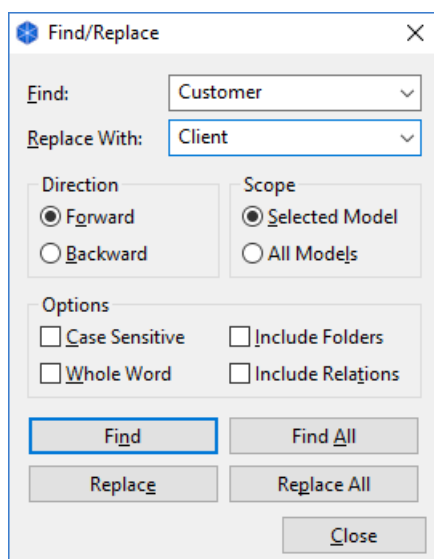 Find/Replace
Find: Customer
Replace With: Client
Direction Scope
Forward Selected Model
Backward All Models
Options
Case Sensitive Include Folders
Whole Word Include Relations
Find Find All
Replace Replace All
Close